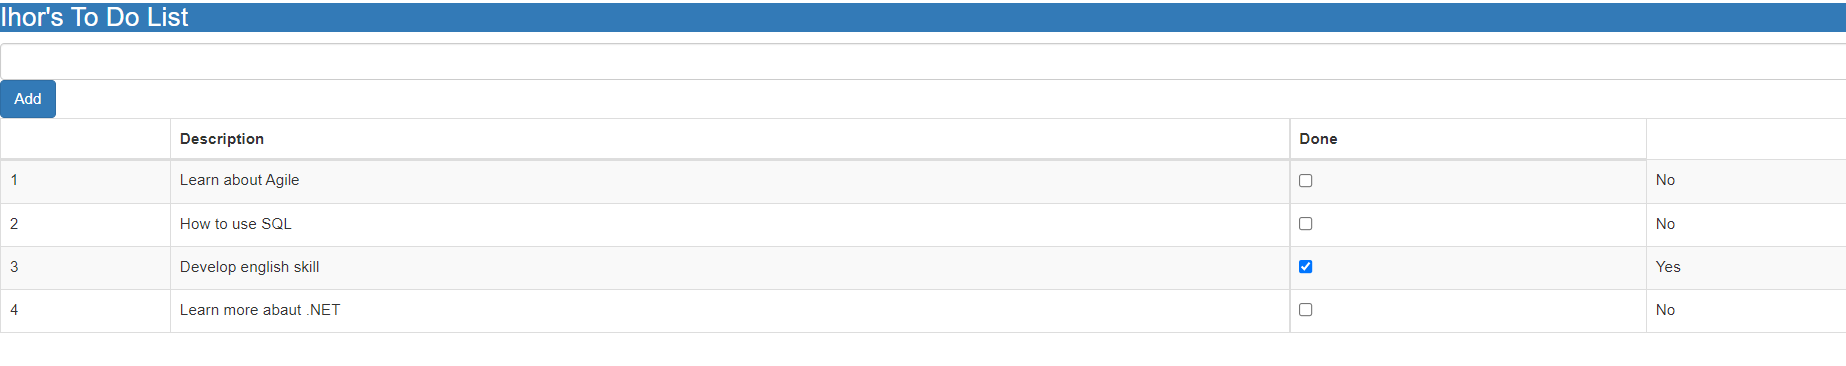 Ihor's To Do List
Add
Description Done
1 Learn about Agile No
2 How to use SQL No
3 Develop english skill Yes
4 Learn more abaut .NET No